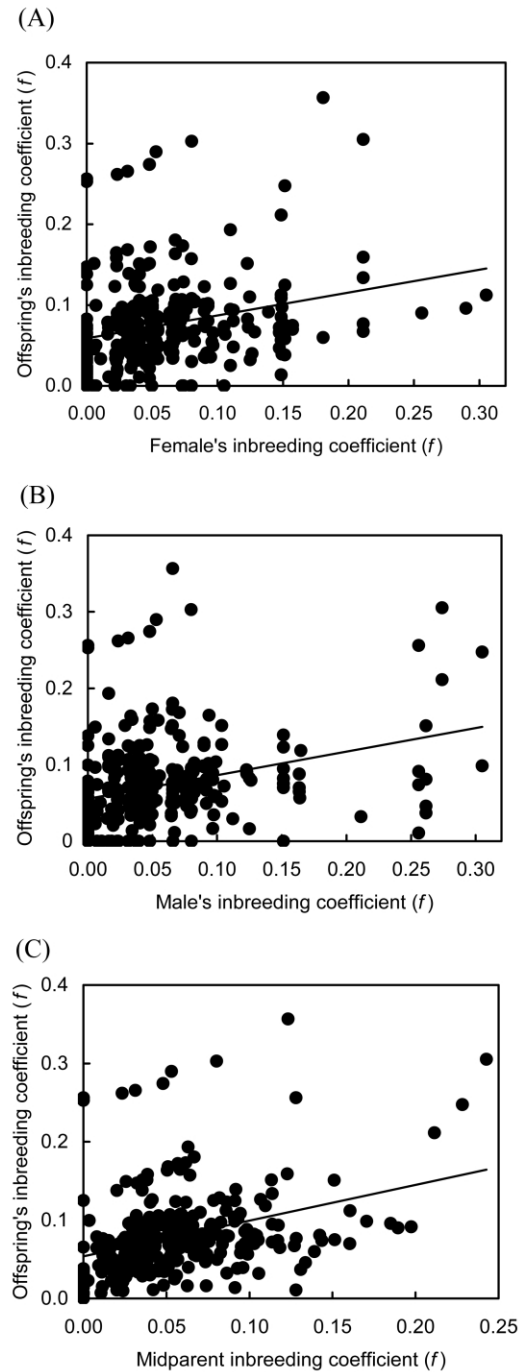 (A)
Offspring's inbreeding coefficient (f)
0.4
0.3
0.2
0.1
0.0
0.00 0.05 0.10 0.15 0.20 0.25 0.30
Female's inbreeding coefficient (f)
(B)
Offspring's inbreeding coefficient (f)
0.4
0.3
0.2
0.1
0
0.00 0.05 0.10 0.15 0.20 0.25 0.30
Male's inbreeding coefficient (f)
(C)
Offspring's inbreeding coefficient (f)
0.4
0.3
0.2
0.1
0.0
0.00 0.05 0.10 0.15 0.20 0.25
Midparent inbreeding coefficient (f)